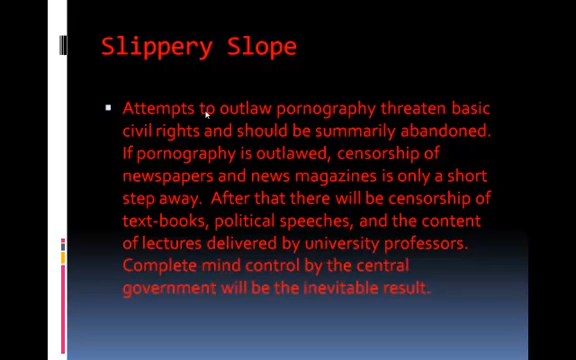 Slippery Slope
Attempts to outlaw pornography threaten basic
civil rights and should be summarily abandoned.
If pornography is outlawed, censorship of
newspapers and news magazines is only a short
step away. After that there will be censorship of
text-books, political speeches, and the content
of lectures delivered by university professors.
Complete mind control by the central
government will be the inevitable result.